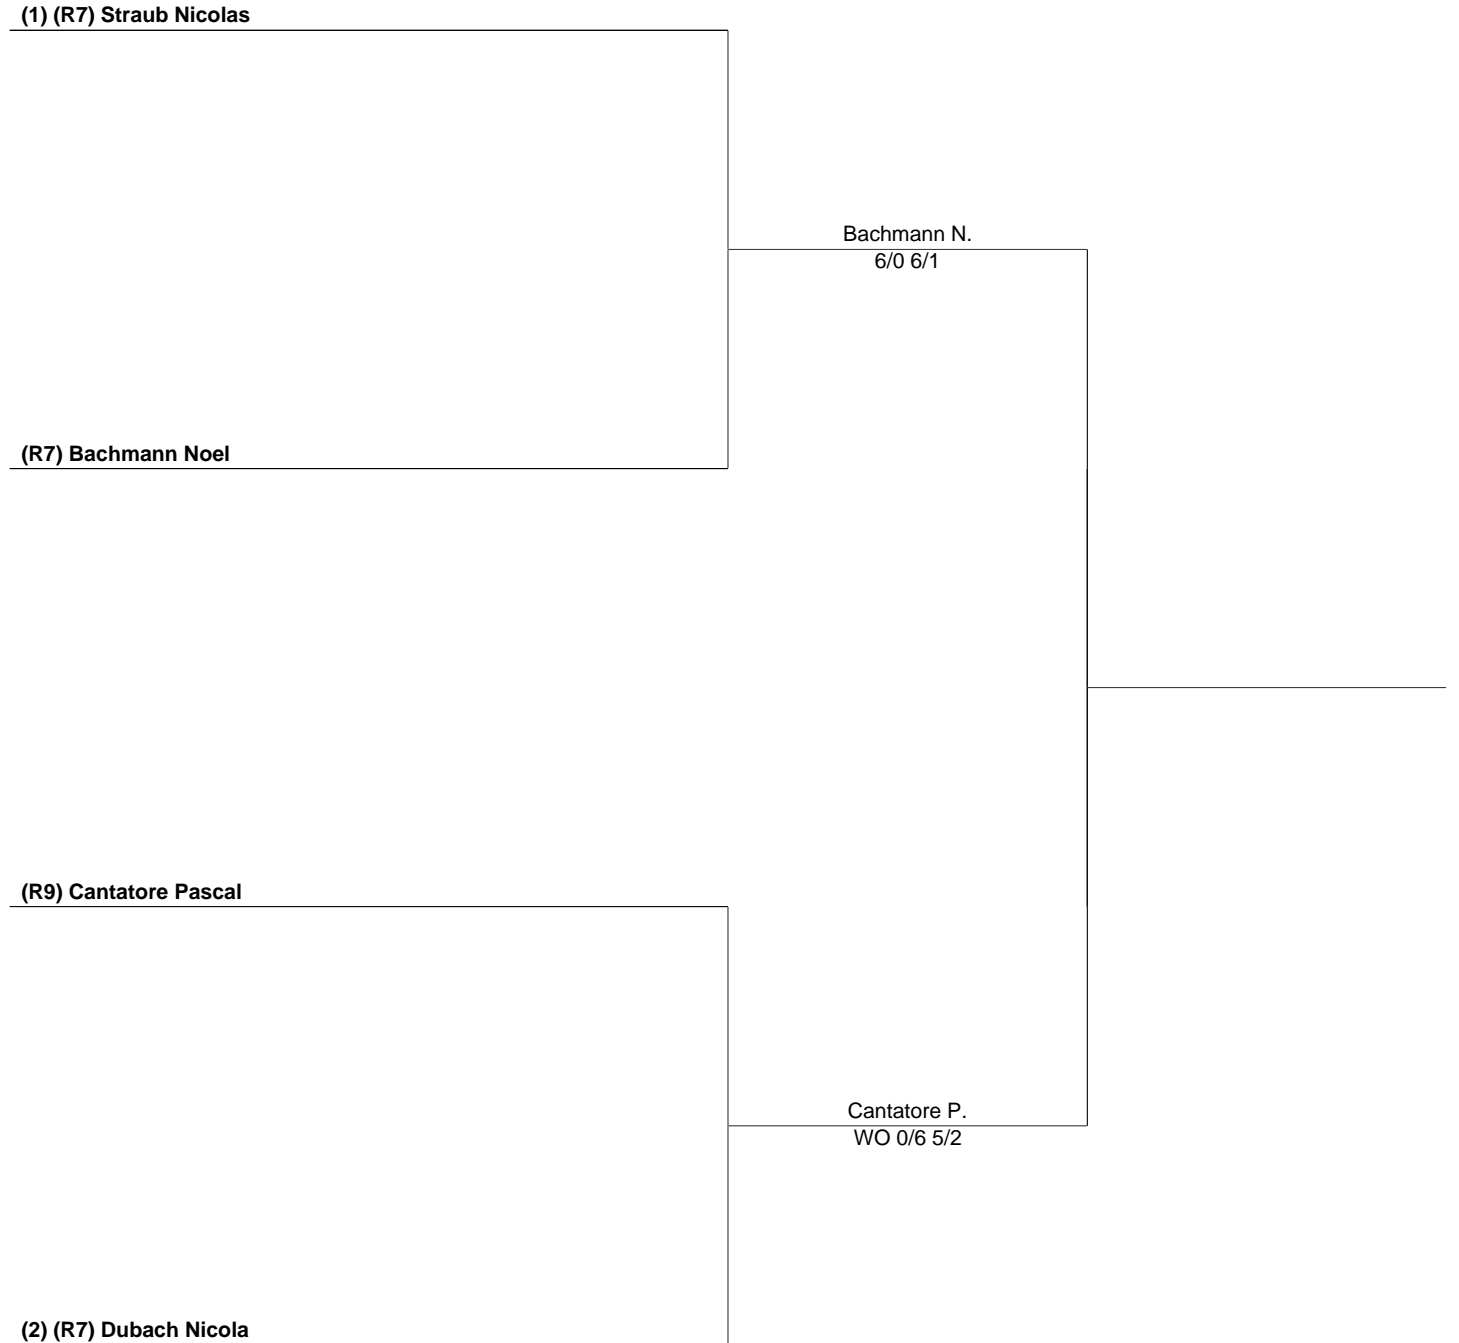 (1) (R7) Straub Nicolas
Bachmann N.
6/0 6/1
(R7) Bachmann Noel
(R9) Cantatore Pascal
Cantatore P.
WO 0/6 5/2
(2) (R7) Dubach Nicola